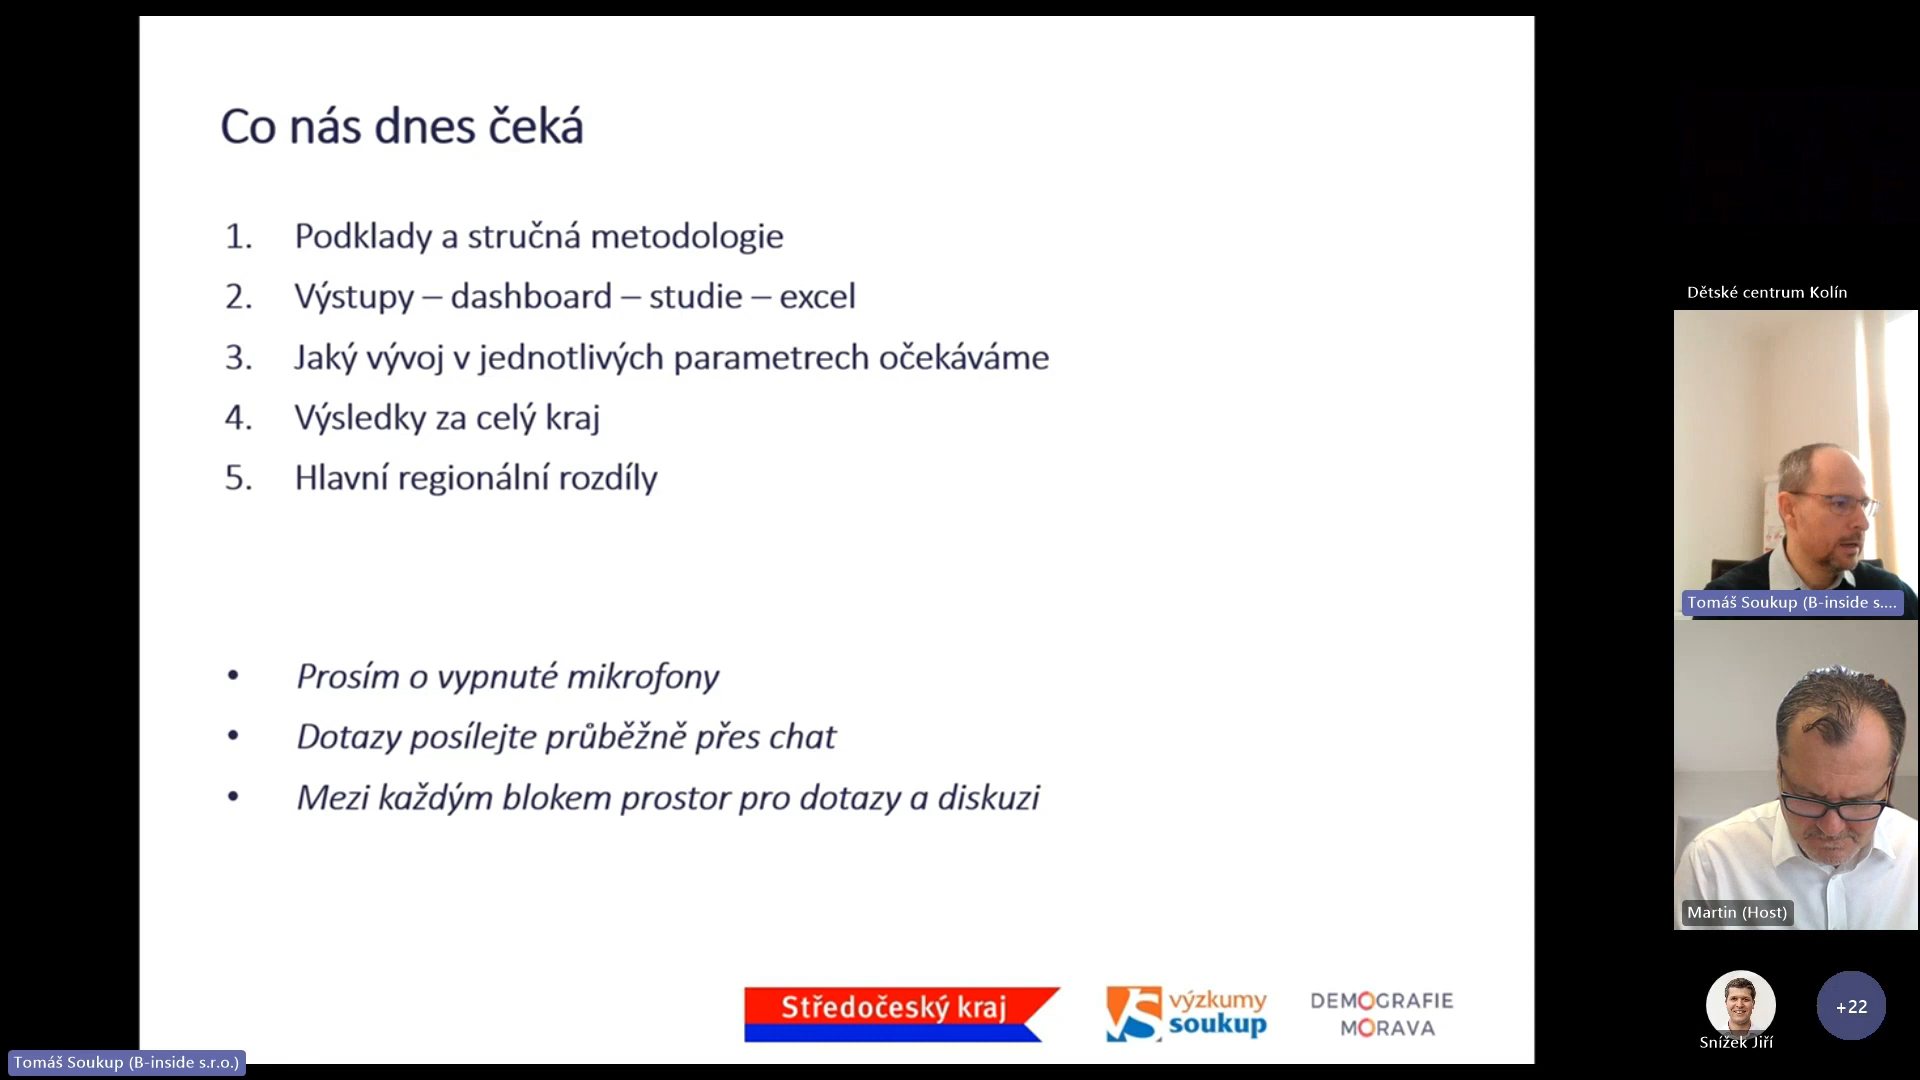 Co nás dnes čeká
1. Podklady a stručná metodologie
2. Výstupy – dashboard – studie – excel
3. Jaký vývoj v jednotlivých parametrech očekáváme
4. Výsledky za celý kraj
5. Hlavní regionální rozdíly
• Prosím o vypnuté mikrofony
• Dotazy posílejte průběžně přes chat
• Mezi každým blokem prostor pro dotazy a diskuzi
Středočeský kraj
výzkumy
soukup
DEMOGRAFIE
MORAVA
Tomáš Soukup (B-inside s.r.o.)
Dětské centrum Kolín
Tomáš Soukup (B-inside s....
Martin (Host)
Snížek Jiří
+22